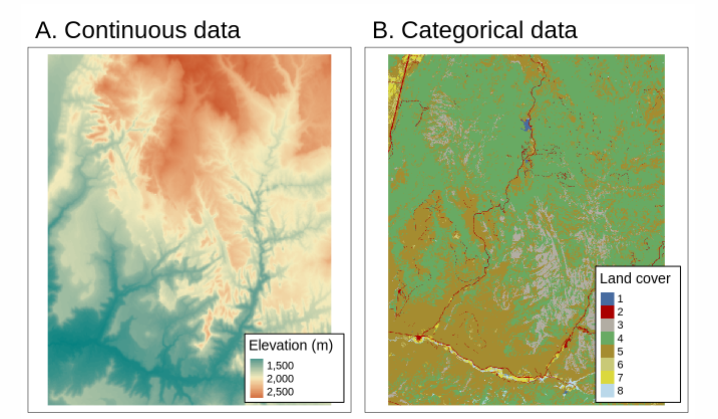 A. Continuous data
B. Categorical data
Elevation (m)
1,500
2,000
2,500
Land cover
1
2
3
4
5
6
7
8